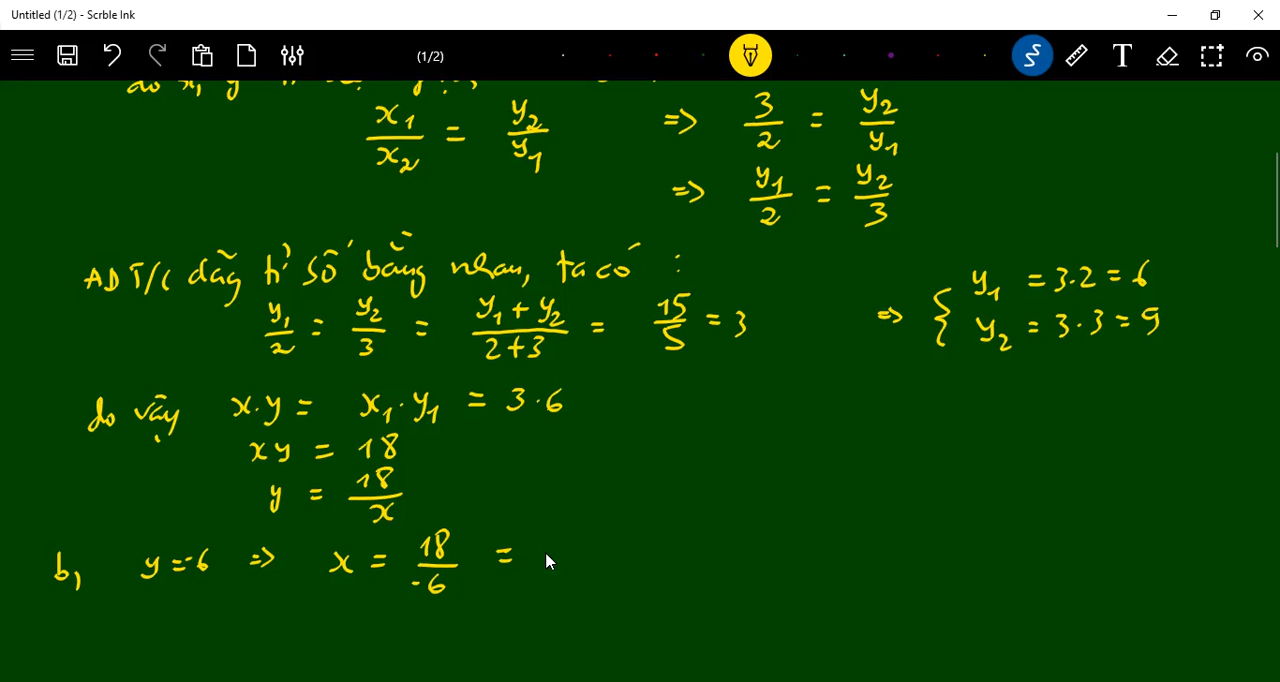 Untitled (1/2) - Scrble Ink
(1/2)
do x, y
x₁/x₂ = y₂/y₁ => 3/2 = y₂/y₁
=> y₁/2 = y₂/3
AD T/C dãy tỉ số bằng nhau, ta có :
y₁/2 = y₂/3 = (y₁ + y₂)/(2+3) = 15/5 = 3 => { y₁ = 3.2 = 6
y₂ = 3.3 = 9
do vậy x.y = x₁.y₁ = 3.6
xy = 18
y = 18/x
b, y = -6 => x = 18/-6 =